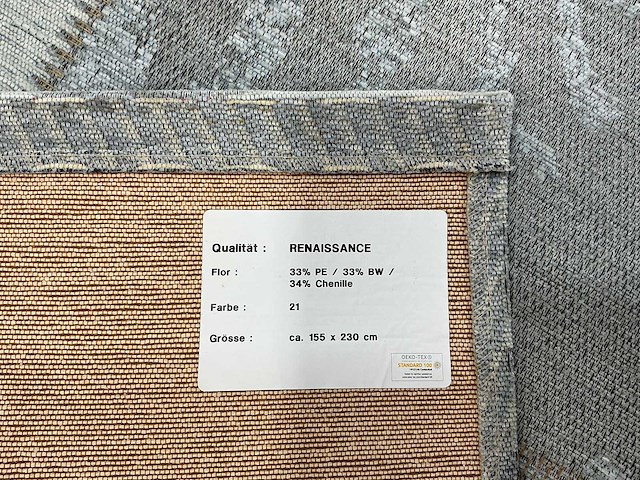 Qualität : RENAISSANCE
Flor : 33% PE / 33% BW /
34% Chenille
Farbe : 21
Grösse : ca. 155 x 230 cm
OEKO-TEX®
STANDARD 100